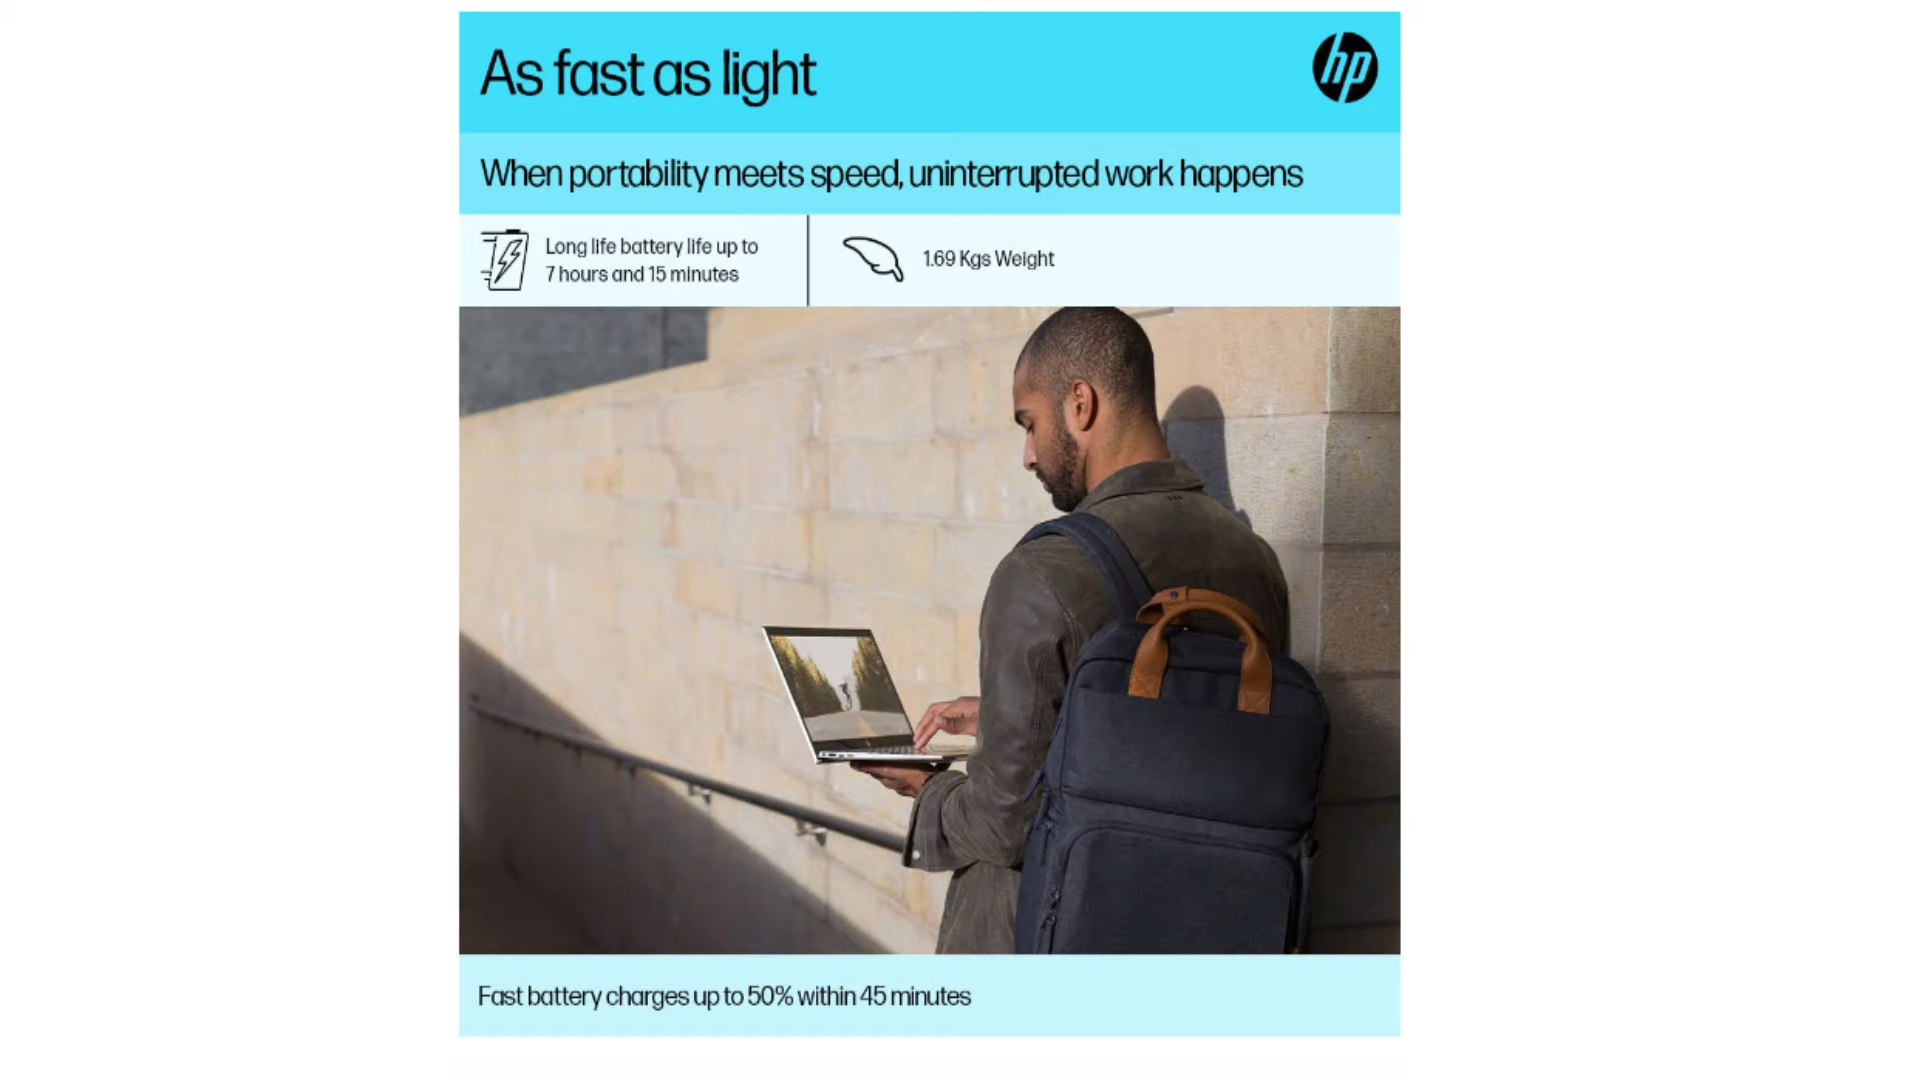 As fast as light
hp
When portability meets speed, uninterrupted work happens
Long life battery life up to
7 hours and 15 minutes
1.69 Kgs Weight
Fast battery charges up to 50% within 45 minutes